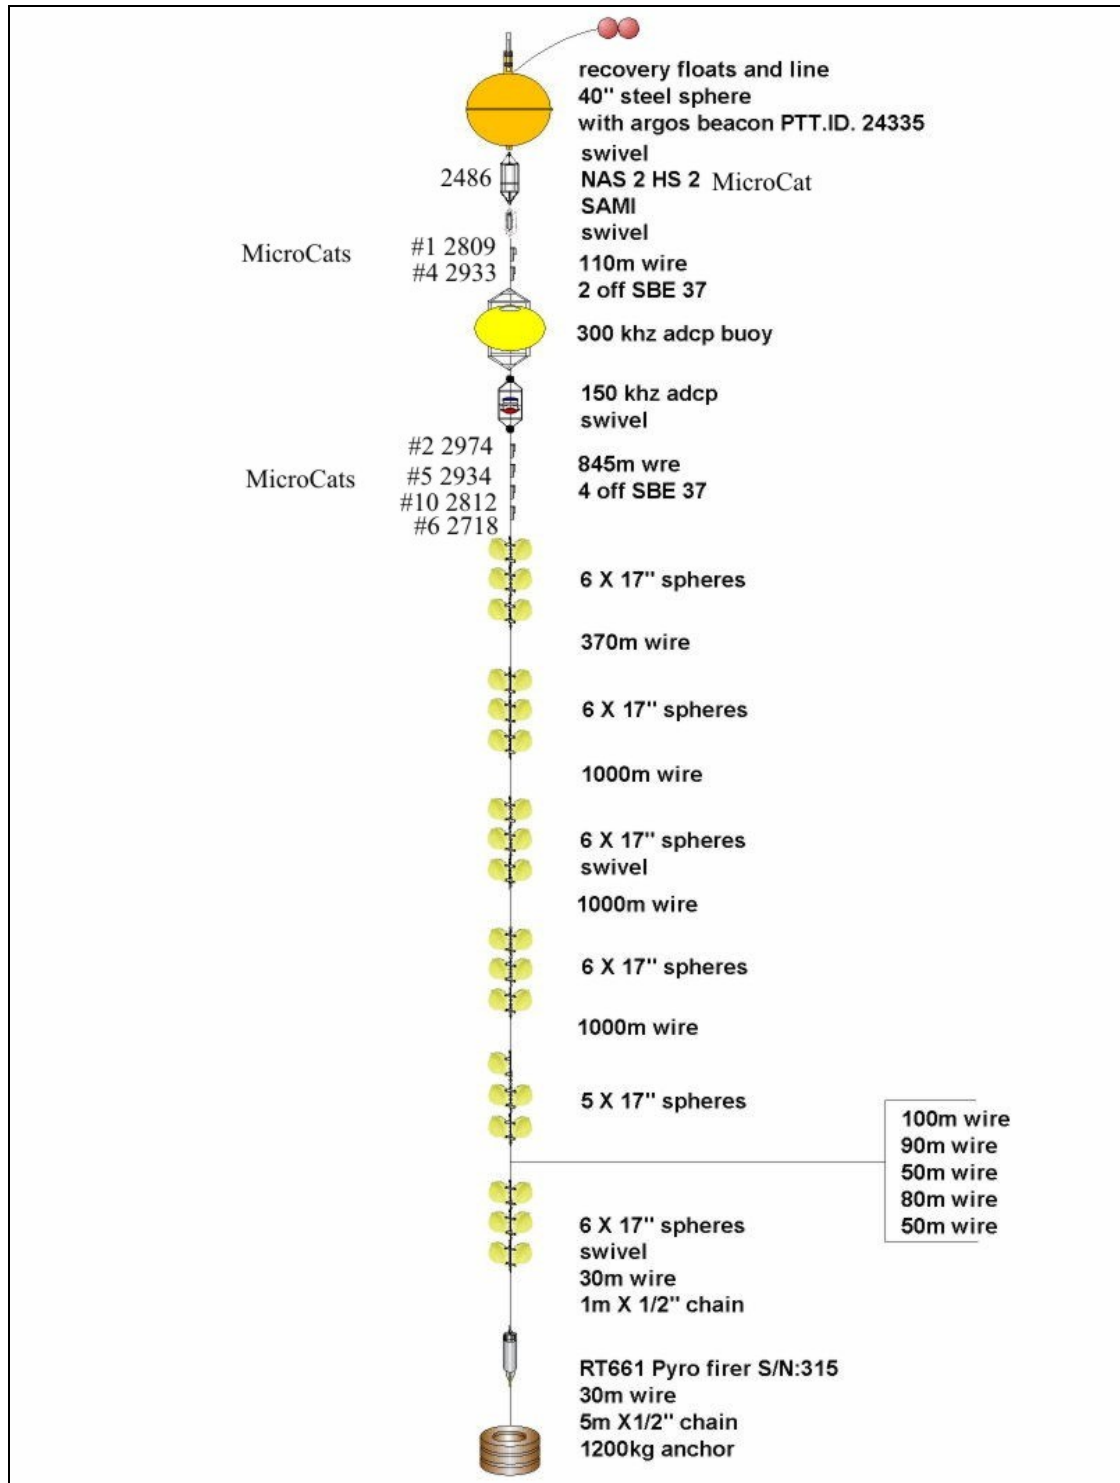 recovery floats and line
40" steel sphere
with argos beacon PTT.ID. 24335
swivel
2486
NAS 2 HS 2 MicroCat
SAMI
swivel
MicroCats
#1 2809
#4 2933
110m wire
2 off SBE 37
300 khz adcp buoy
150 khz adcp
swivel
MicroCats
#2 2974
#5 2934
#10 2812
#6 2718
845m wre
4 off SBE 37
6 X 17" spheres
370m wire
6 X 17" spheres
1000m wire
6 X 17" spheres
swivel
1000m wire
6 X 17" spheres
1000m wire
5 X 17" spheres
100m wire
90m wire
50m wire
80m wire
50m wire
6 X 17" spheres
swivel
30m wire
1m X 1/2" chain
RT661 Pyro firer S/N:315
30m wire
5m X1/2" chain
1200kg anchor